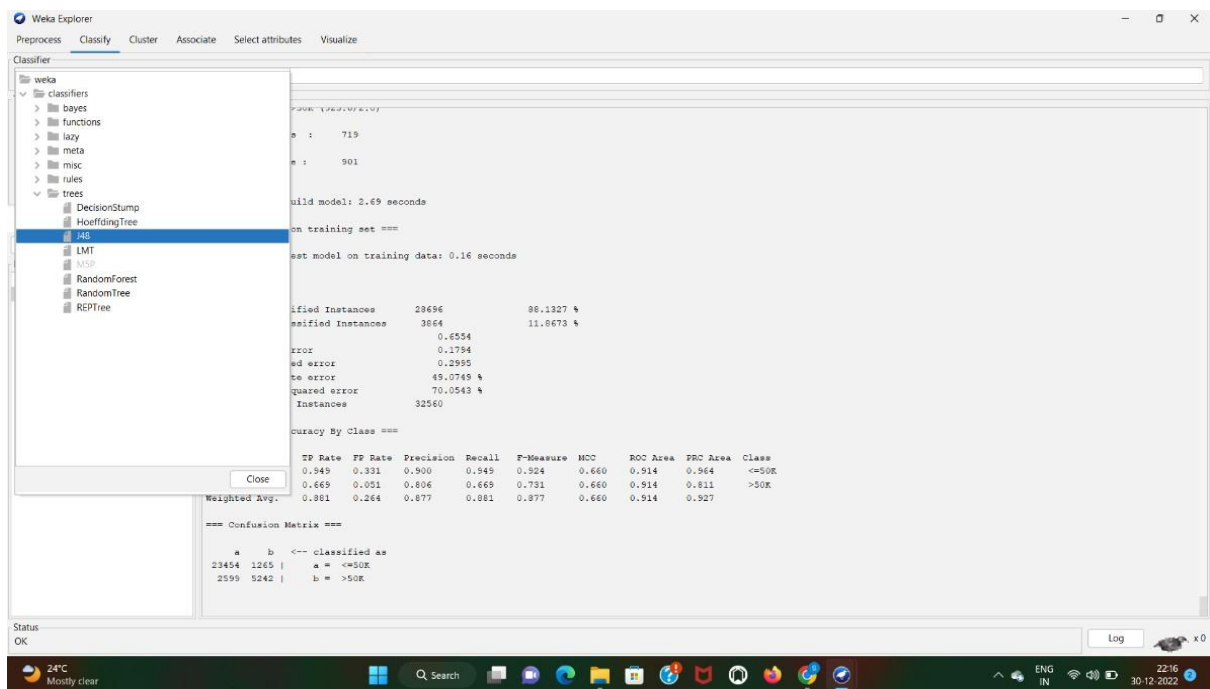 Weka Explorer
Preprocess Classify Cluster Associate Select attributes Visualize
Classifier
weka
classifiers
bayes
functions
lazy
meta
misc
rules
trees
DecisionStump
HoeffdingTree
J48
LMT
M5P
RandomForest
RandomTree
REPTree
Close
s : 719
e : 901
uild model: 2.69 seconds
on training set ===
est model on training data: 0.16 seconds
ified Instances 28696 88.1327 %
ssified Instances 3864 11.8673 %
0.6554
rror 0.1794
ed error 0.2995
te error 49.0749 %
quared error 70.0543 %
Instances 32560
curacy By Class ===
TP Rate FP Rate Precision Recall F-Measure MCC ROC Area PRC Area Class
0.949 0.331 0.900 0.949 0.924 0.660 0.914 0.964 <=50K
0.669 0.051 0.806 0.669 0.731 0.660 0.914 0.811 >50K
Weighted Avg. 0.881 0.264 0.877 0.881 0.877 0.660 0.914 0.927
=== Confusion Matrix ===
a b <-- classified as
23454 1265 | a = <=50K
2599 5242 | b = >50K
Status
OK
Log x 0
24°C
Mostly clear
Search
ENG
IN
22:16
30-12-2022
2